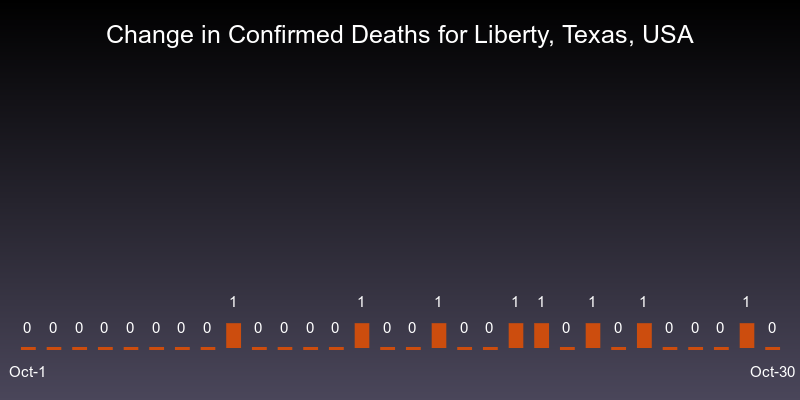 Change in Confirmed Deaths for Liberty, Texas, USA
0 0 0 0 0 0 0 0 1 0 0 0 0 1 0 0 1 0 0 1 1 0 1 0 1 0 0 0 1 0
Oct-1 Oct-30